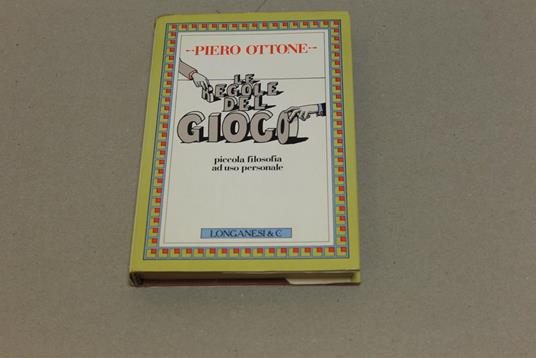 PIERO OTTONE
LE
REGOLE
DEL
GIOCO
piccola filosofia
ad uso personale
LONGANESI & C.